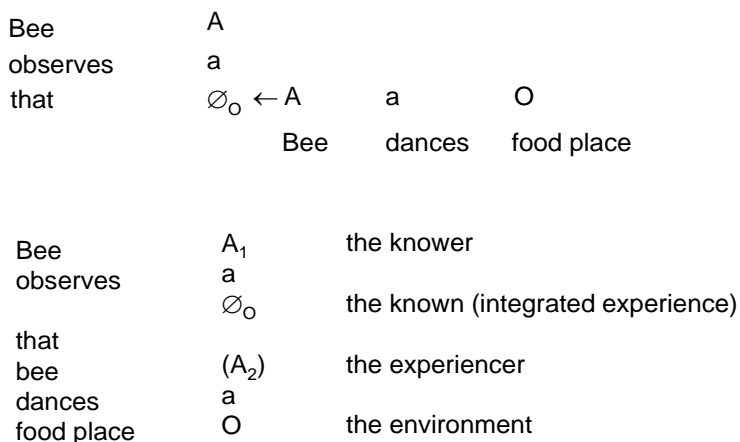 Bee A
observes a
that ∅O ← A a O
Bee dances food place
Bee A1 the knower
observes a
∅O the known (integrated experience)
that
bee (A2) the experiencer
dances a
food place O the environment